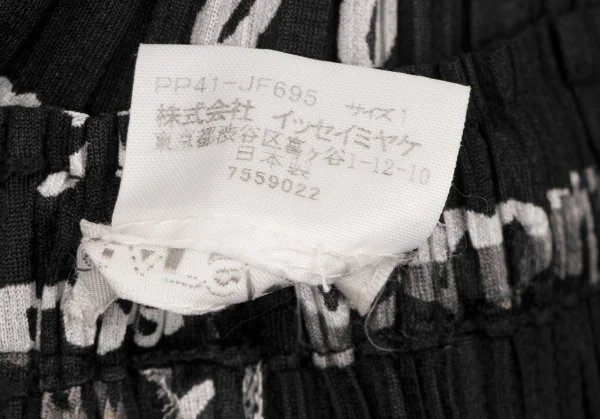 PP41-JF695 サイズ1
株式会社 イッセイミヤケ
東京都渋谷区富ヶ谷1-12-10
日本製
7559022